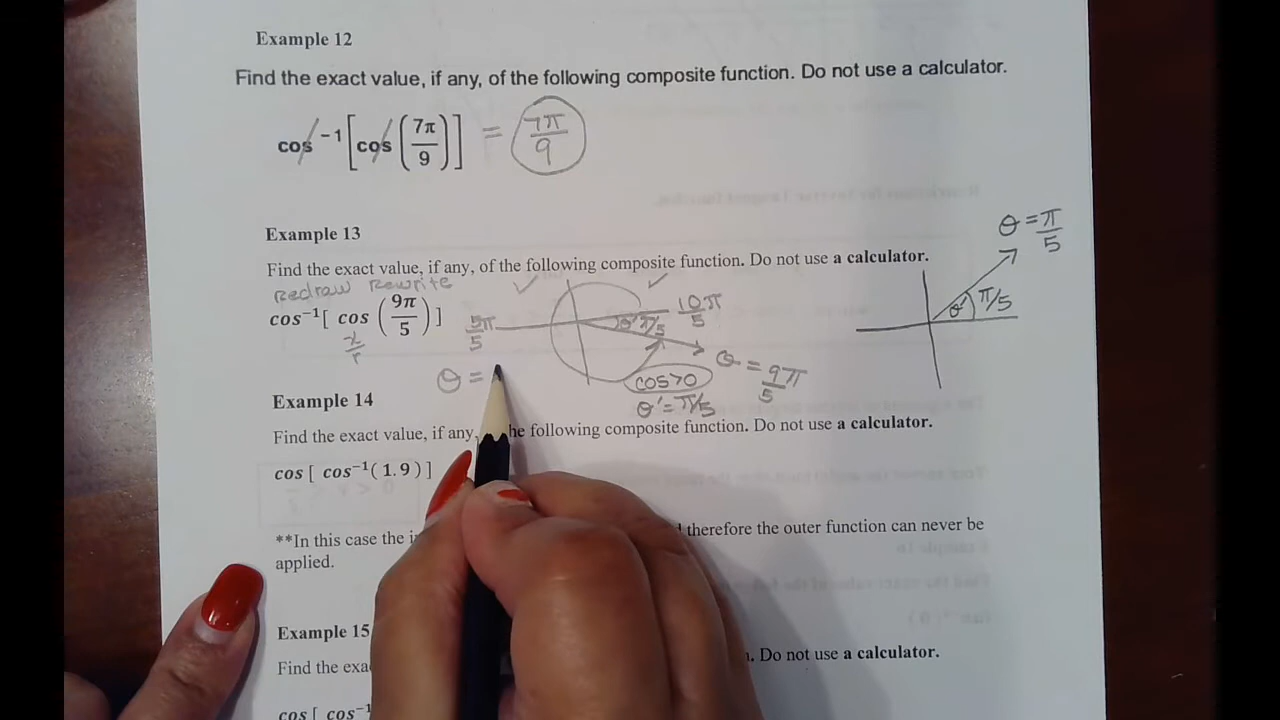 Example 12
Find the exact value, if any, of the following composite function. Do not use a calculator.
cos⁻¹[cos(7π/9)] = 7π/9
Example 13
Find the exact value, if any, of the following composite function. Do not use a calculator.
Redraw Rewrite
cos⁻¹[ cos (9π/5)]
x/r
5π/5
10π/5
θ' π/5
θ = 9π/5
cos>0
θ' = π/5
θ = π/5
θ' π/5
θ =
Example 14
Find the exact value, if any, he following composite function. Do not use a calculator.
cos [ cos⁻¹(1.9)]
**In this case the therefore the outer function can never be
applied.
Example 15
Find the exa . Do not use a calculator.
cos [ cos⁻¹